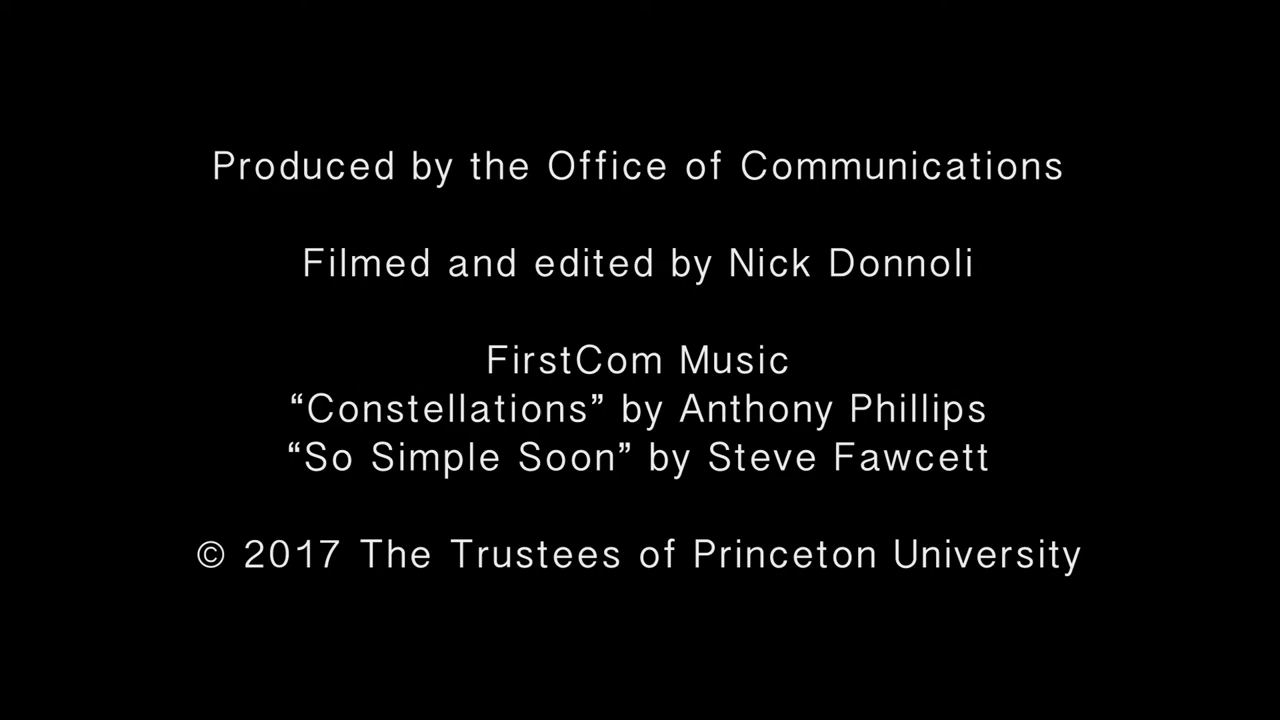 Produced by the Office of Communications
Filmed and edited by Nick Donnoli
FirstCom Music
“Constellations” by Anthony Phillips
“So Simple Soon” by Steve Fawcett
© 2017 The Trustees of Princeton University